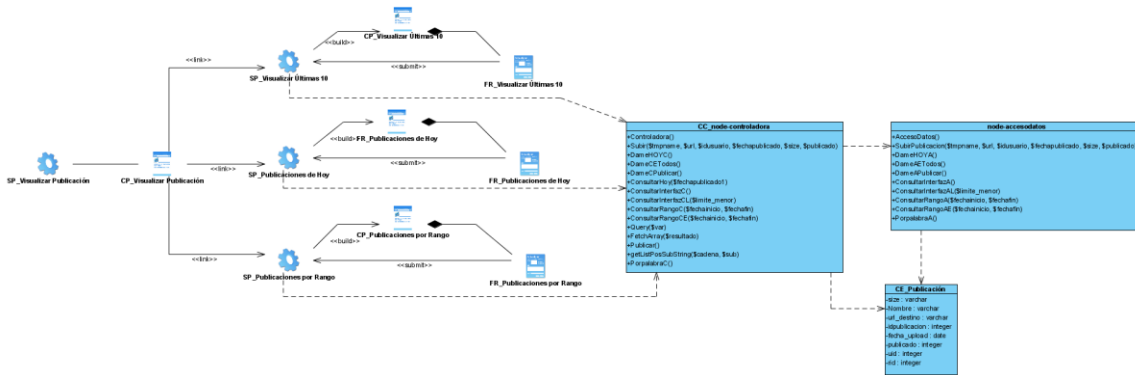 CP_Visualizar Últimas 10
<<build>>
<<link>>
<<submit>>
SP_Visualizar Últimas 10
FR_Visualizar Últimas 10
<<build>>
FR_Publicaciones de Hoy
<<submit>>
SP_Visualizar Publicación
CP_Visualizar Publicación
SP_Publicaciones de Hoy
FR_Publicaciones de Hoy
CP_Publicaciones por Rango
<<build>>
<<link>>
<<submit>>
SP_Publicaciones por Rango
FR_Publicaciones por Rango
CC_node-controladora
+Controladora()
+Subir($tmpname, $url, $idusuario, $fechapublicado, $size, $publicado)
+DameHOYC()
+DameCETodos()
+DameCPublicar()
+ConsultarHoy($fechapublicado1)
+ConsultarInterfazC()
+ConsultarInterfazCL($limite_menor)
+ConsultarRangoC($fechainicio, $fechafin)
+ConsultarRangoCE($fechainicio, $fechafin)
+Query($var)
+FetchArray($resultado)
+Publicar()
+getListPosSubString($cadena, $sub)
+PorpalabraC()
node-accesodatos
+AccesoDatos()
+SubirPublicacion($tmpname, $url, $idusuario, $fechapublicado, $size, $publicado)
+DameHOYA()
+DameAETodos()
+DameAPublicar()
+ConsultarInterfazA()
+ConsultarInterfazAL($limite_menor)
+ConsultarRangoA($fechainicio, $fechafin)
+ConsultarRangoAE($fechainicio, $fechafin)
+PorpalabraA()
CE_Publicación
-size : varchar
-Nombre : varchar
-url_destino : varchar
-idpublicacion : integer
-fecha_upload : date
-publicado : integer
-uid : integer
-rid : integer